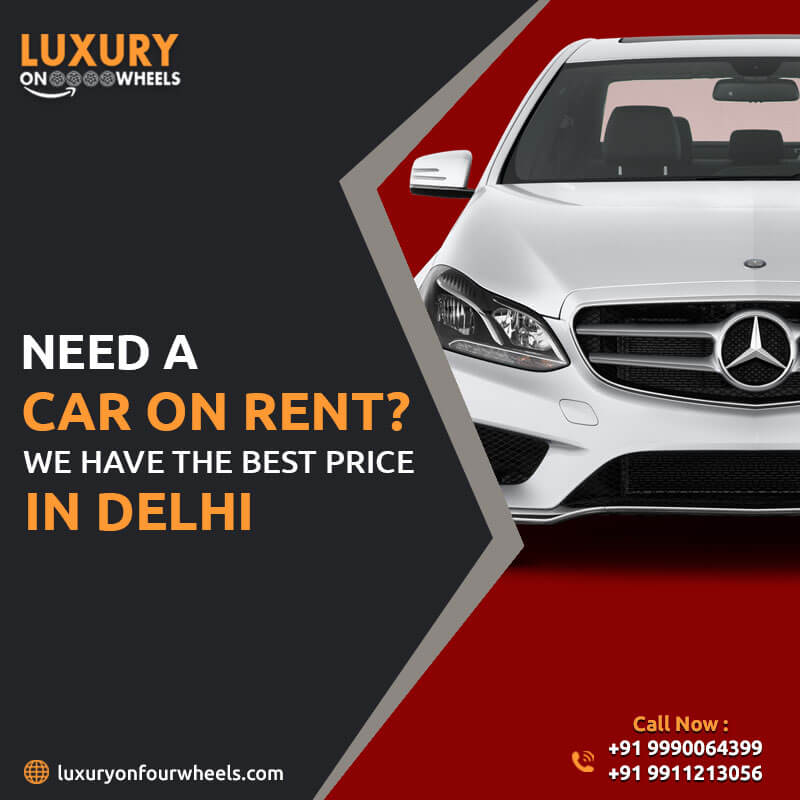 LUXURY
ON WHEELS
NEED A
CAR ON RENT?
WE HAVE THE BEST PRICE
IN DELHI
Call Now :
+91 9990064399
+91 9911213056
luxuryonfourwheels.com